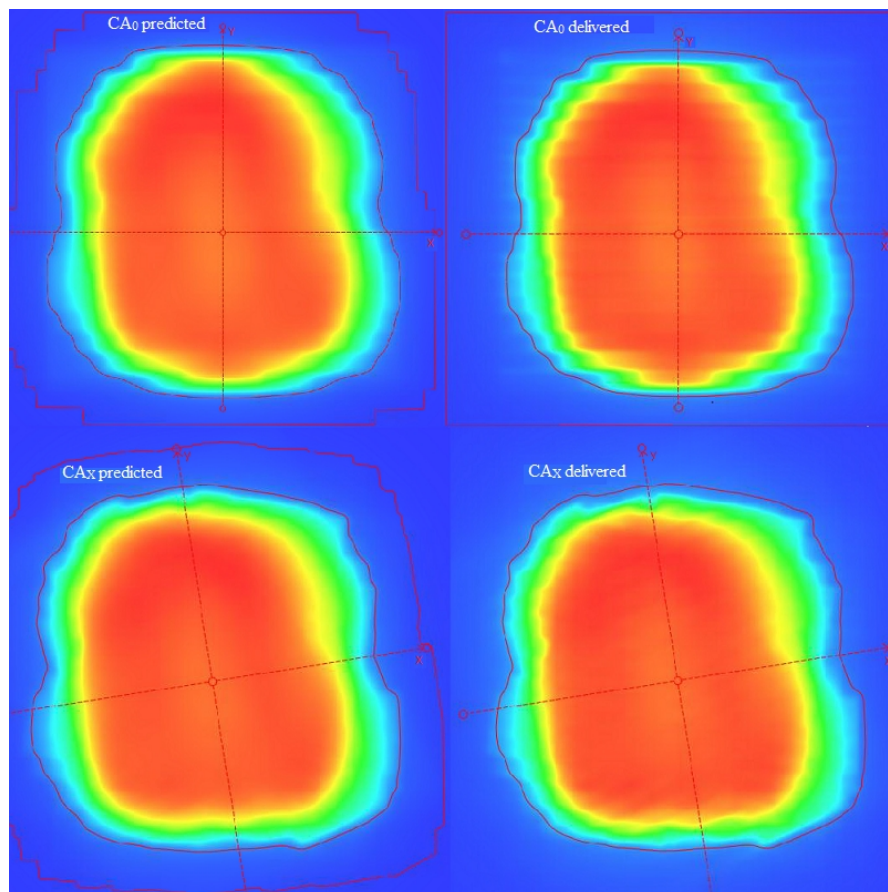 CA₀ predicted
Y
X
CA₀ delivered
Y
X
CAₓ predicted
Y
X
CAₓ delivered
Y
X